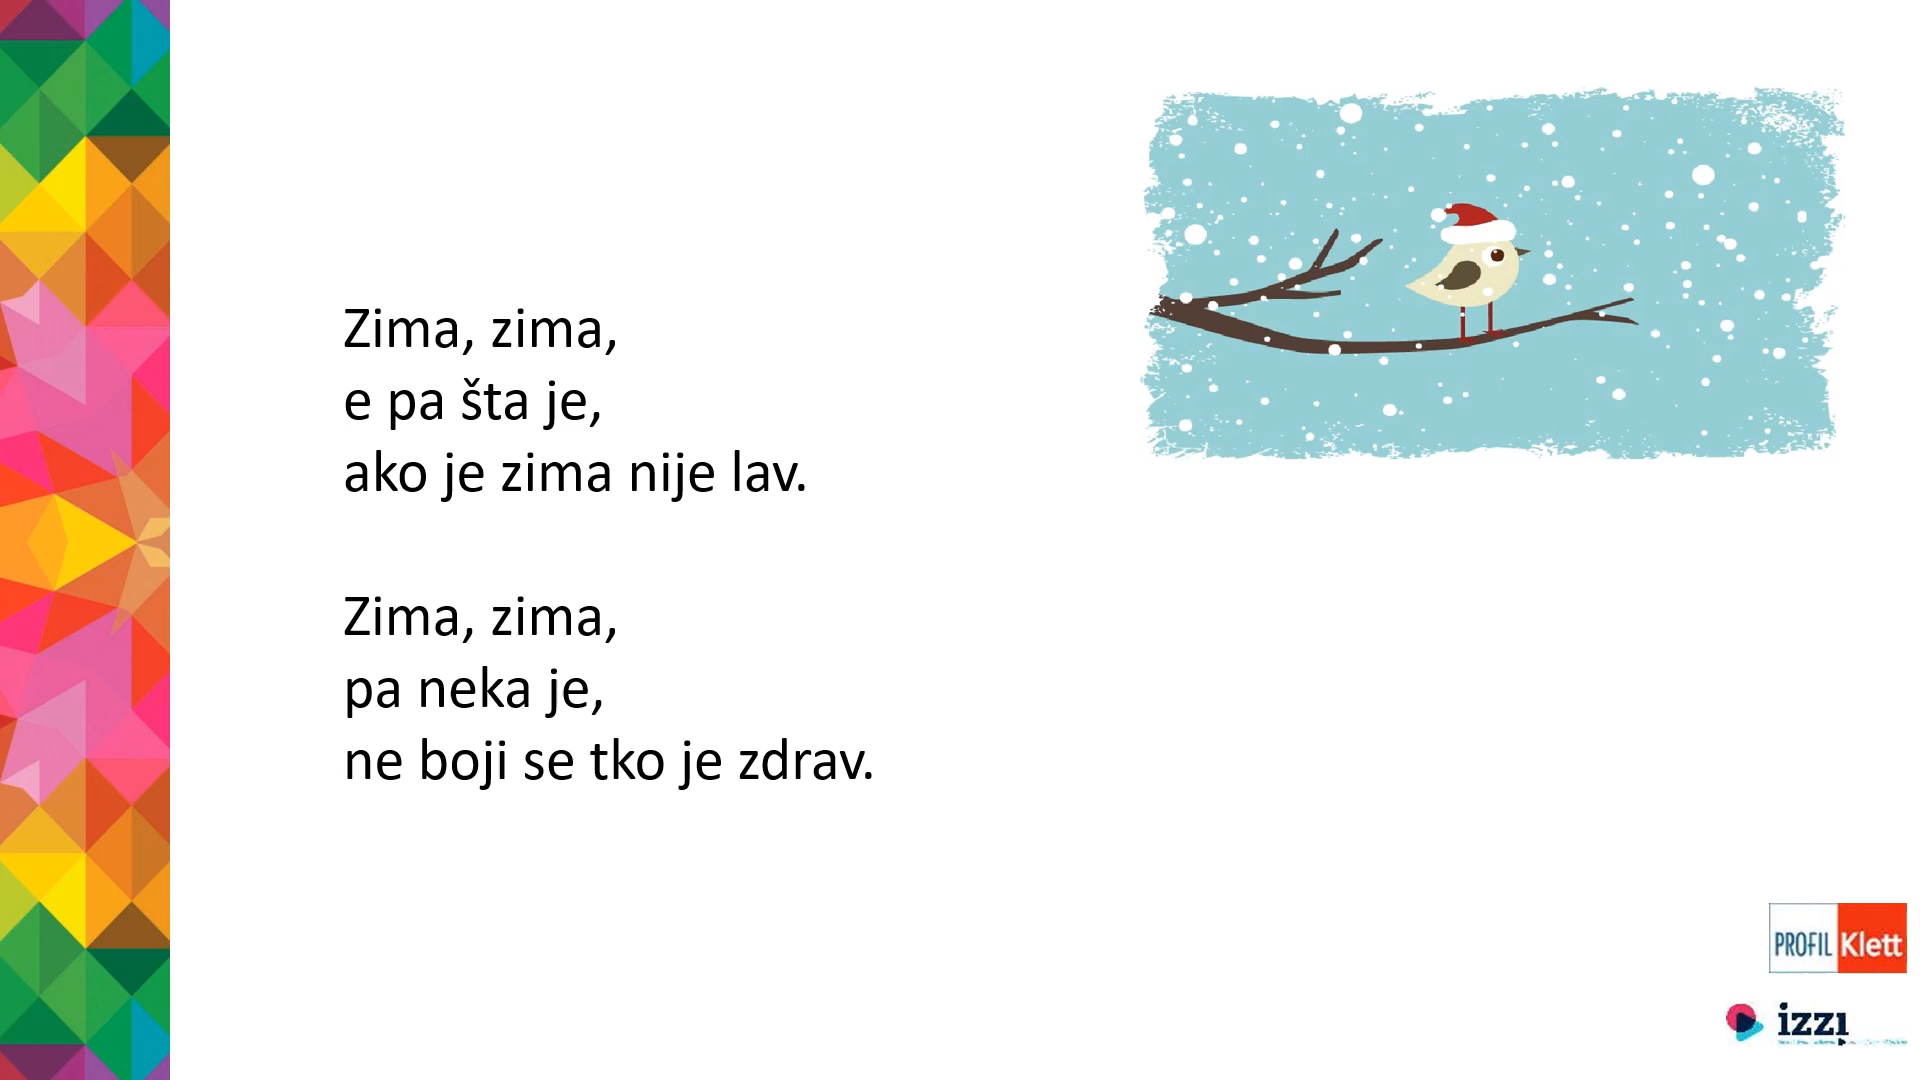 Zima, zima,
e pa šta je,
ako je zima nije lav.
Zima, zima,
pa neka je,
ne boji se tko je zdrav.
PROFIL Klett
izzi